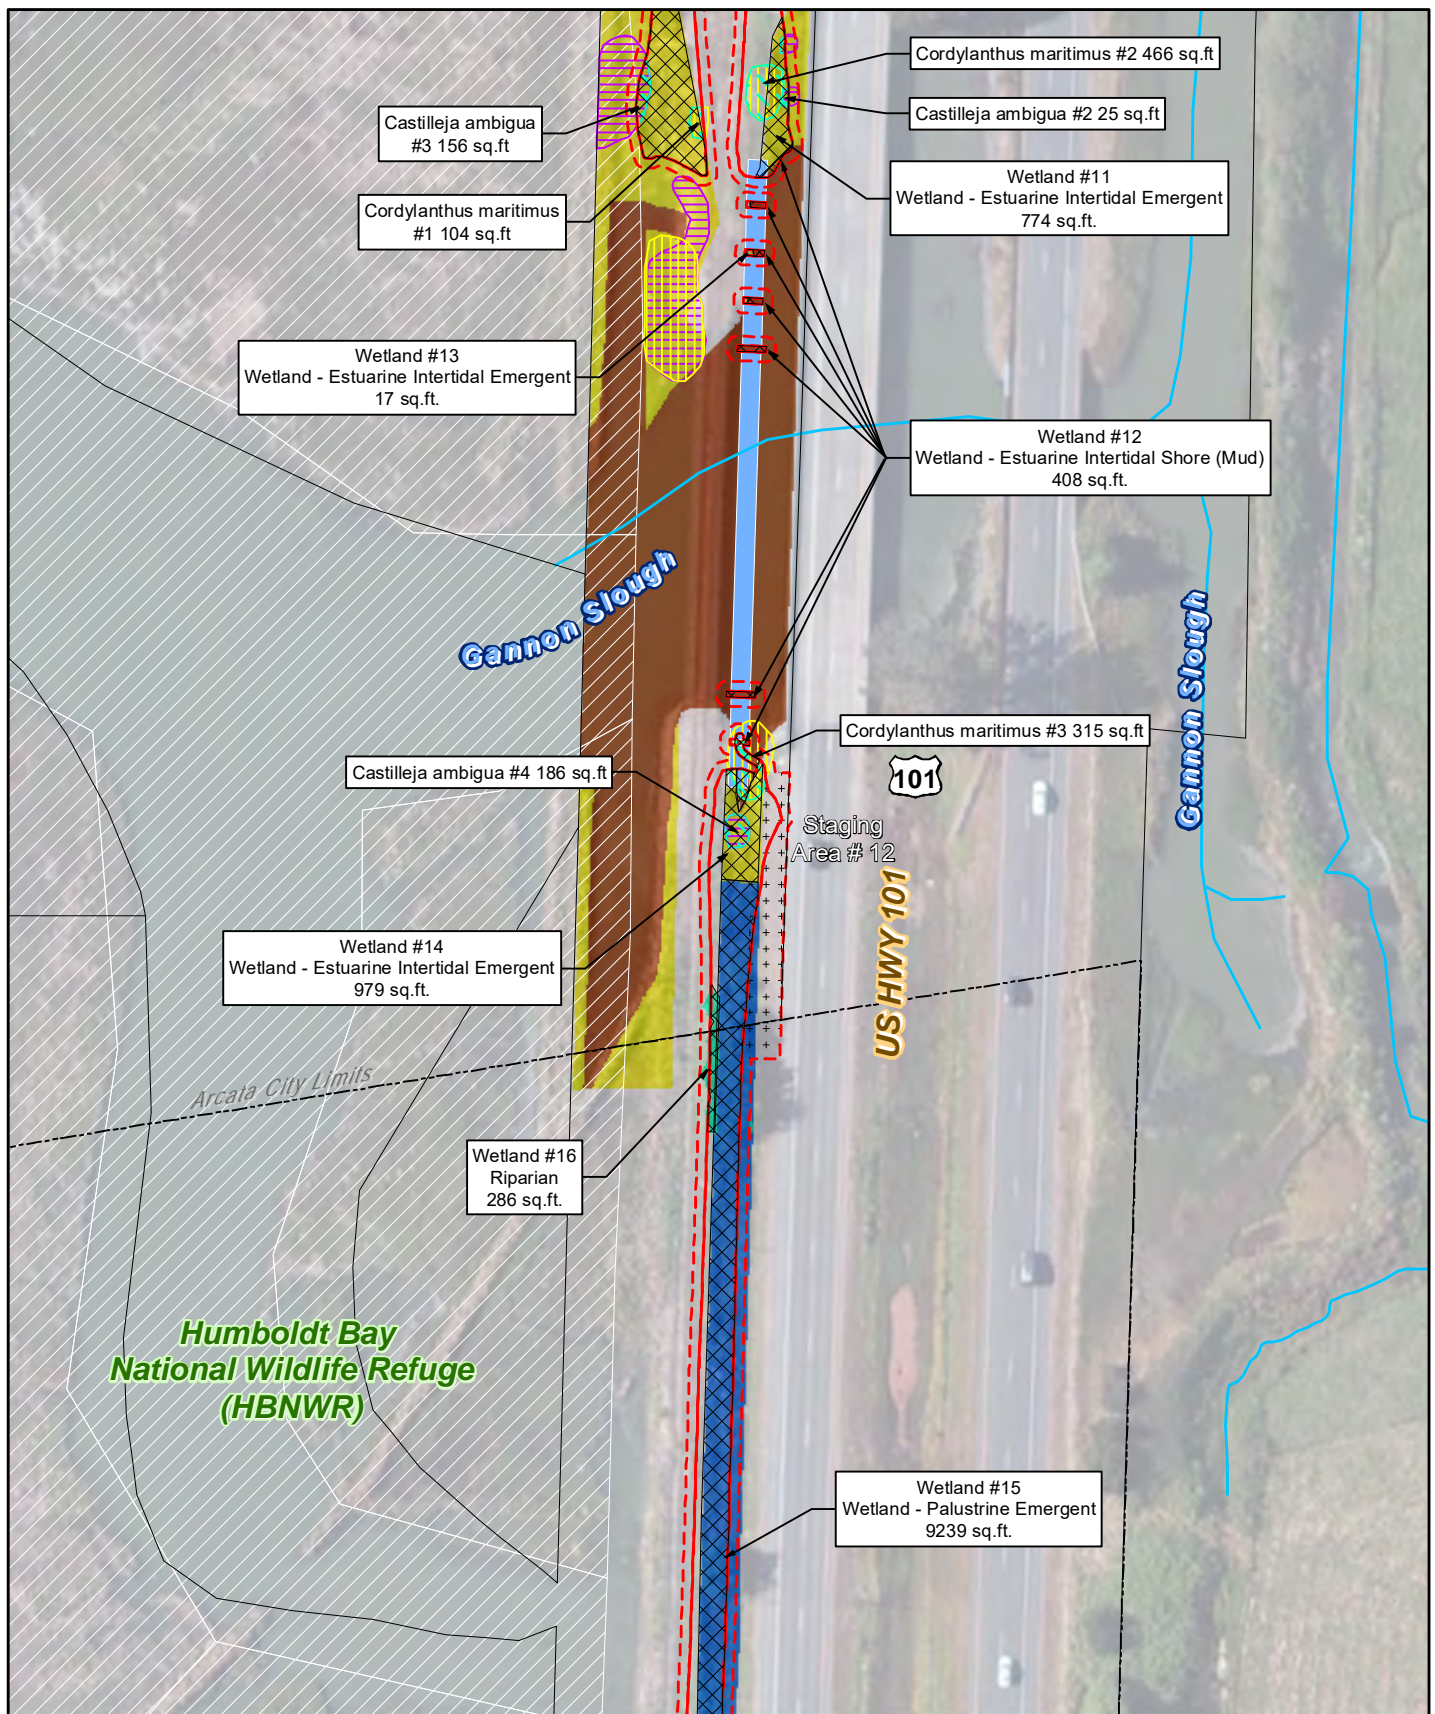 Cordylanthus maritimus #2 466 sq.ft
Castilleja ambigua #2 25 sq.ft
Castilleja ambigua
#3 156 sq.ft
Wetland #11
Wetland - Estuarine Intertidal Emergent
774 sq.ft.
Cordylanthus maritimus
#1 104 sq.ft
Wetland #13
Wetland - Estuarine Intertidal Emergent
17 sq.ft.
Wetland #12
Wetland - Estuarine Intertidal Shore (Mud)
408 sq.ft.
Gannon Slough
Gannon Slough
Cordylanthus maritimus #3 315 sq.ft
Castilleja ambigua #4 186 sq.ft
101
Staging
Area # 12
US HWY 101
Wetland #14
Wetland - Estuarine Intertidal Emergent
979 sq.ft.
Arcata City Limits
Wetland #16
Riparian
286 sq.ft.
Humboldt Bay
National Wildlife Refuge
(HBNWR)
Wetland #15
Wetland - Palustrine Emergent
9239 sq.ft.